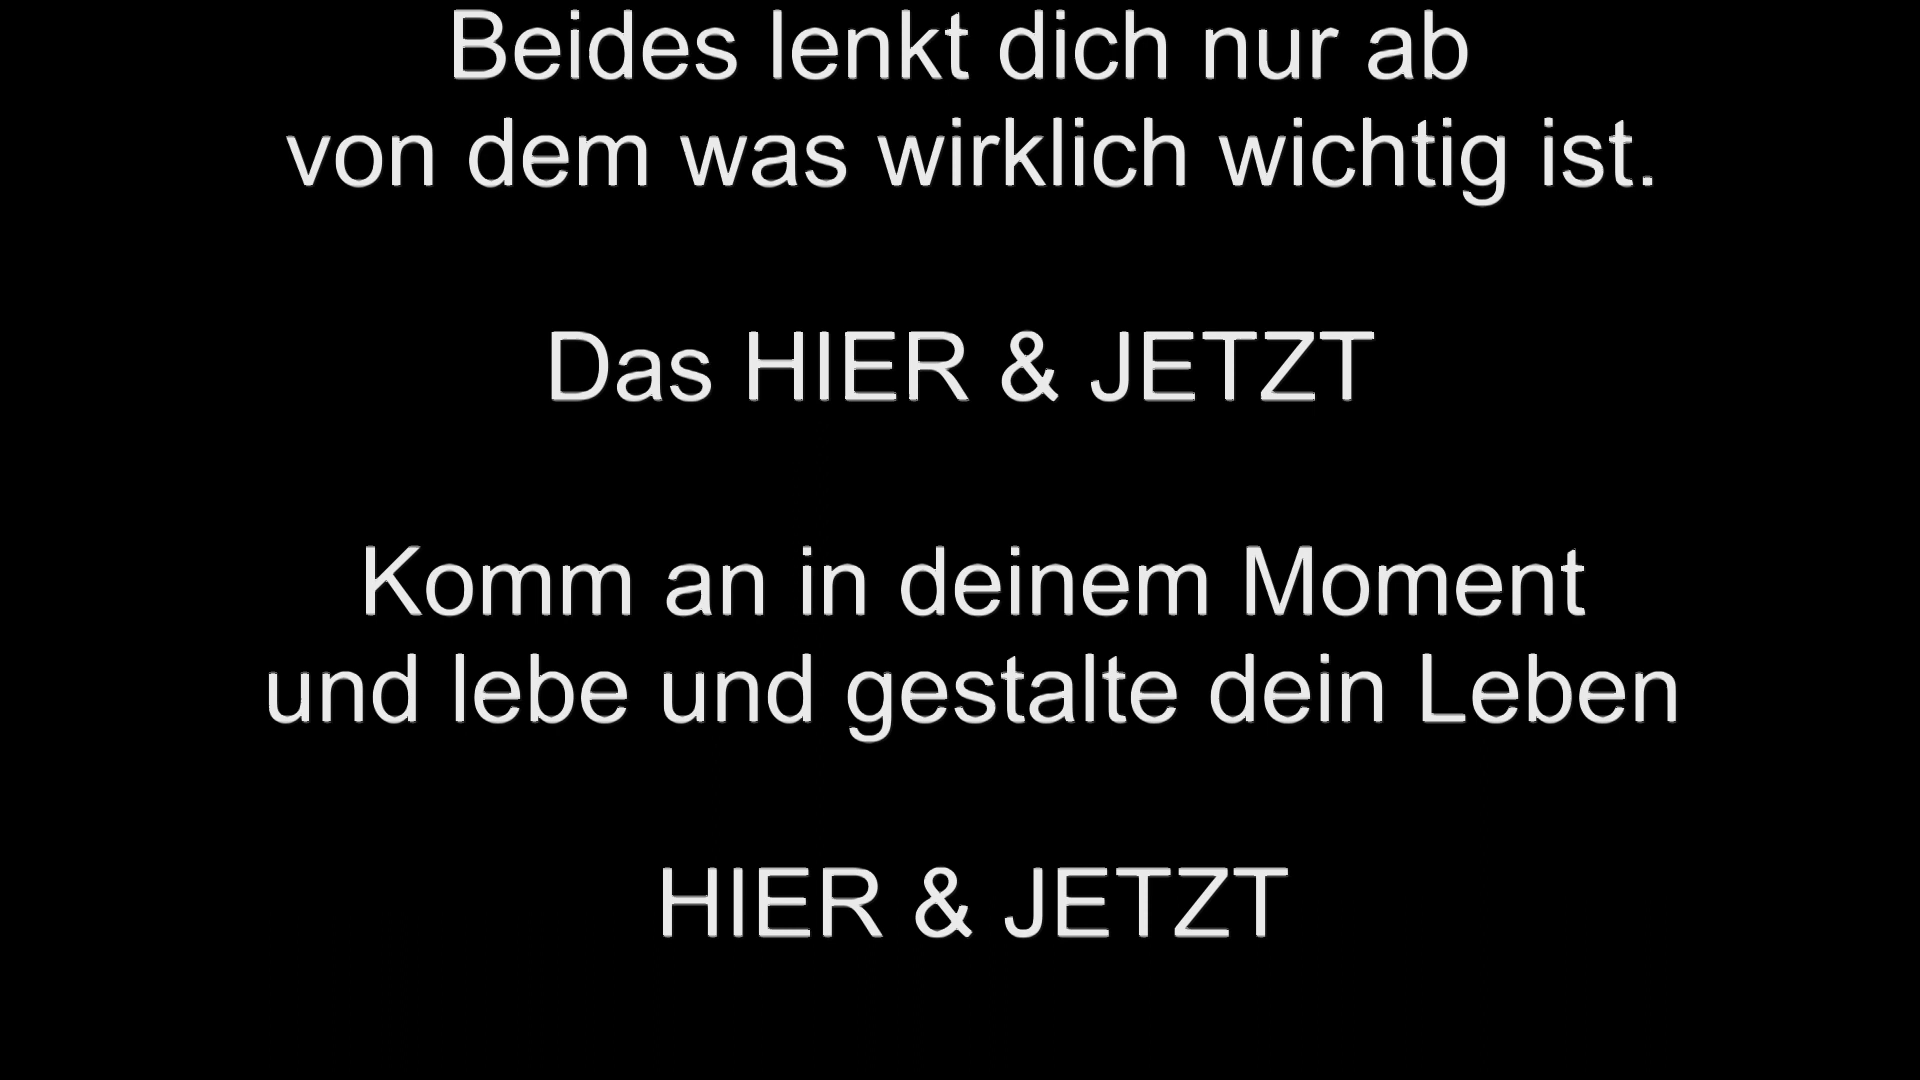 Beides lenkt dich nur ab
von dem was wirklich wichtig ist.
Das HIER & JETZT
Komm an in deinem Moment
und lebe und gestalte dein Leben
HIER & JETZT